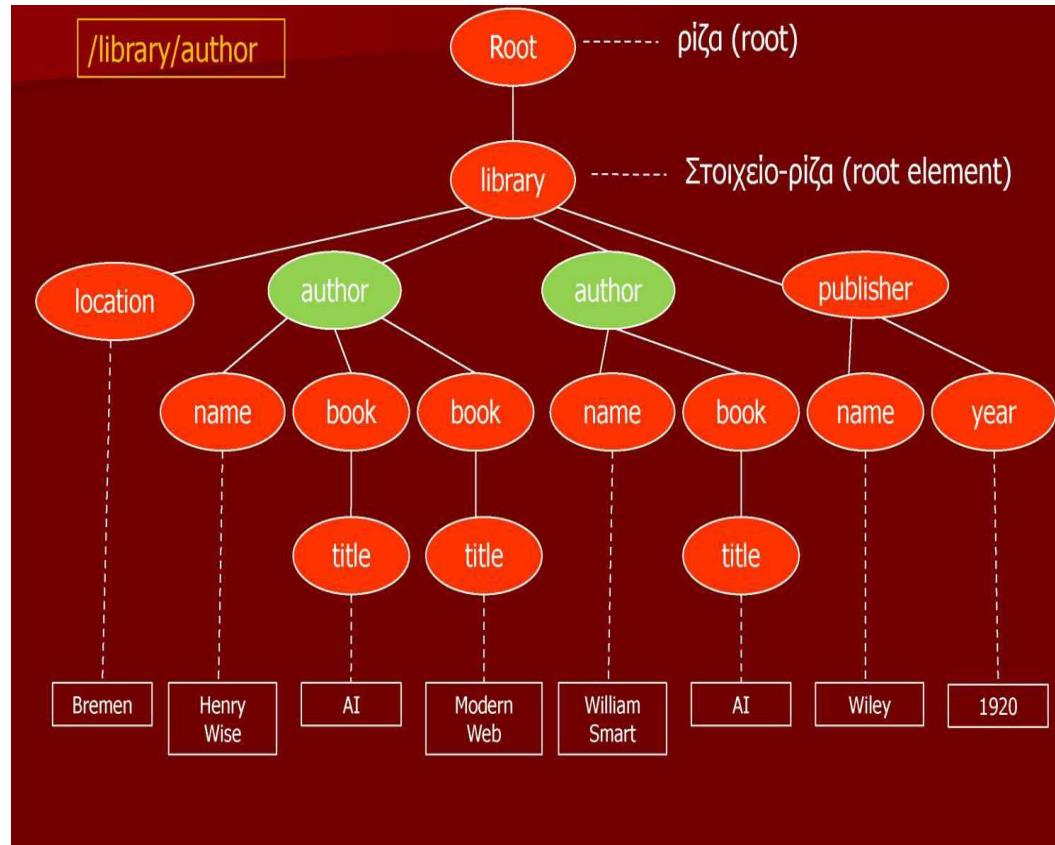 /library/author
Root
ρίζα (root)
library
Στοιχείο-ρίζα (root element)
location
author
author
publisher
name
book
book
name
book
name
year
title
title
title
Bremen
Henry
Wise
AI
Modern
Web
William
Smart
AI
Wiley
1920